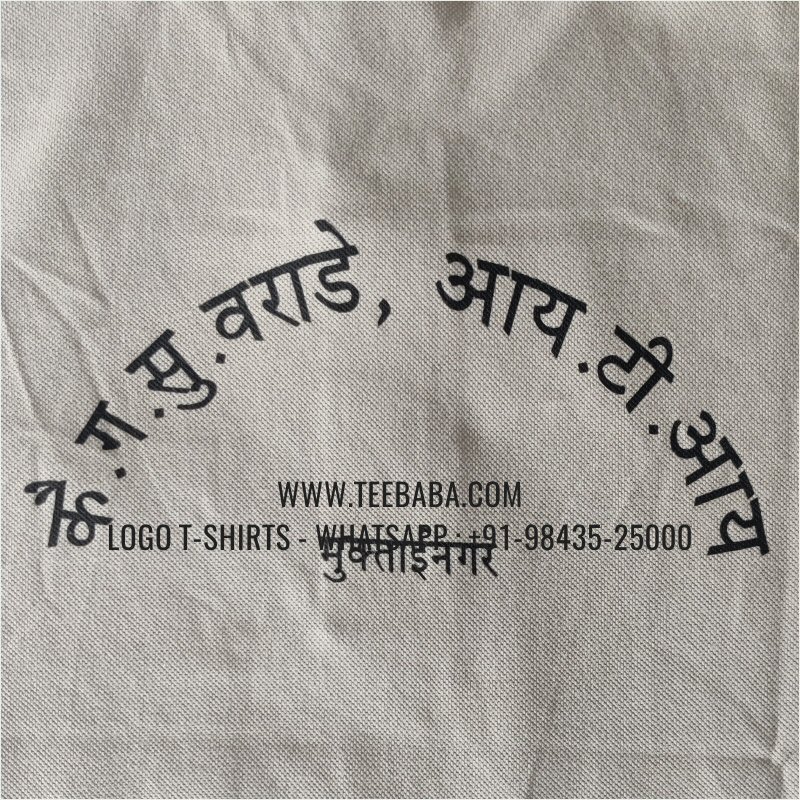 कै.ग.सु.वराडे, आय.टी.आय
WWW.TEEBABA.COM
LOGO T-SHIRTS - WHATSAPP : +91-98435-25000
मुक्ताईनगर